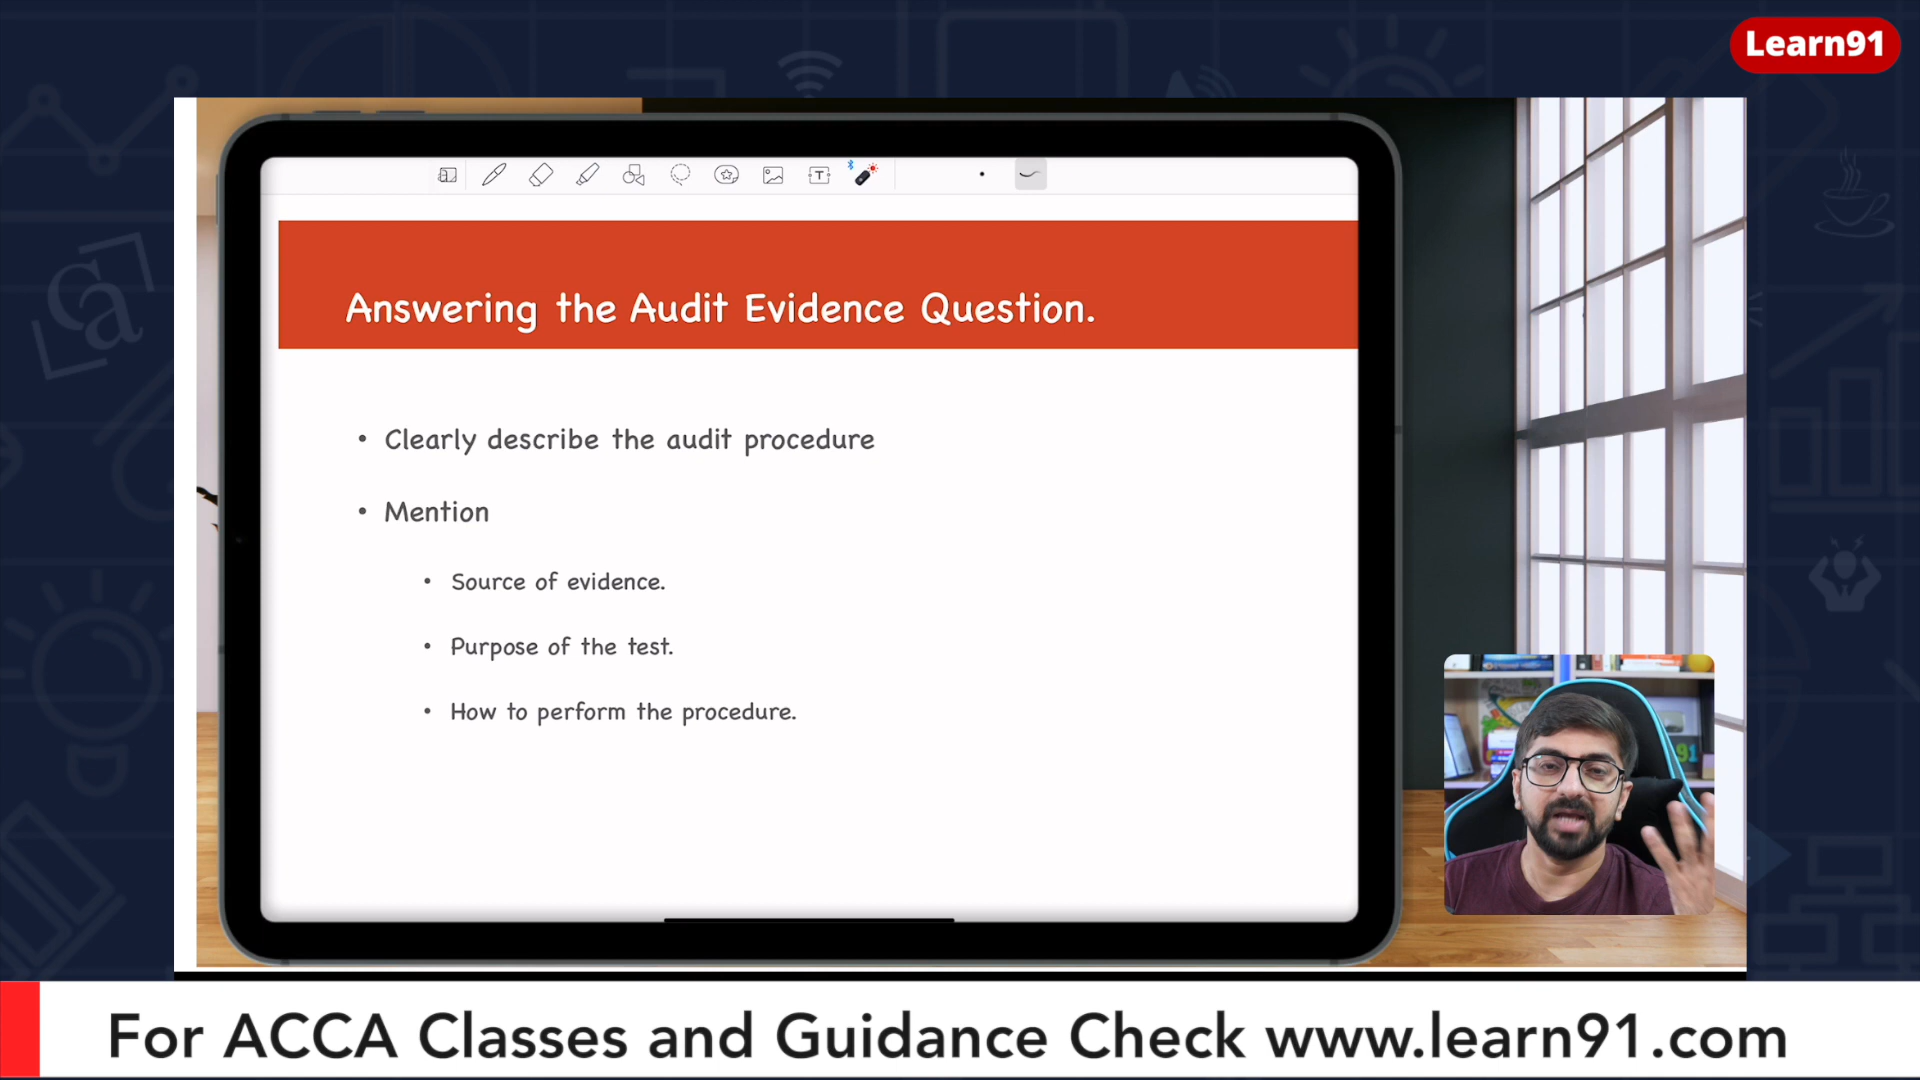 Learn91
Answering the Audit Evidence Question.
• Clearly describe the audit procedure
• Mention
• Source of evidence.
• Purpose of the test.
• How to perform the procedure.
91
For ACCA Classes and Guidance Check www.learn91.com